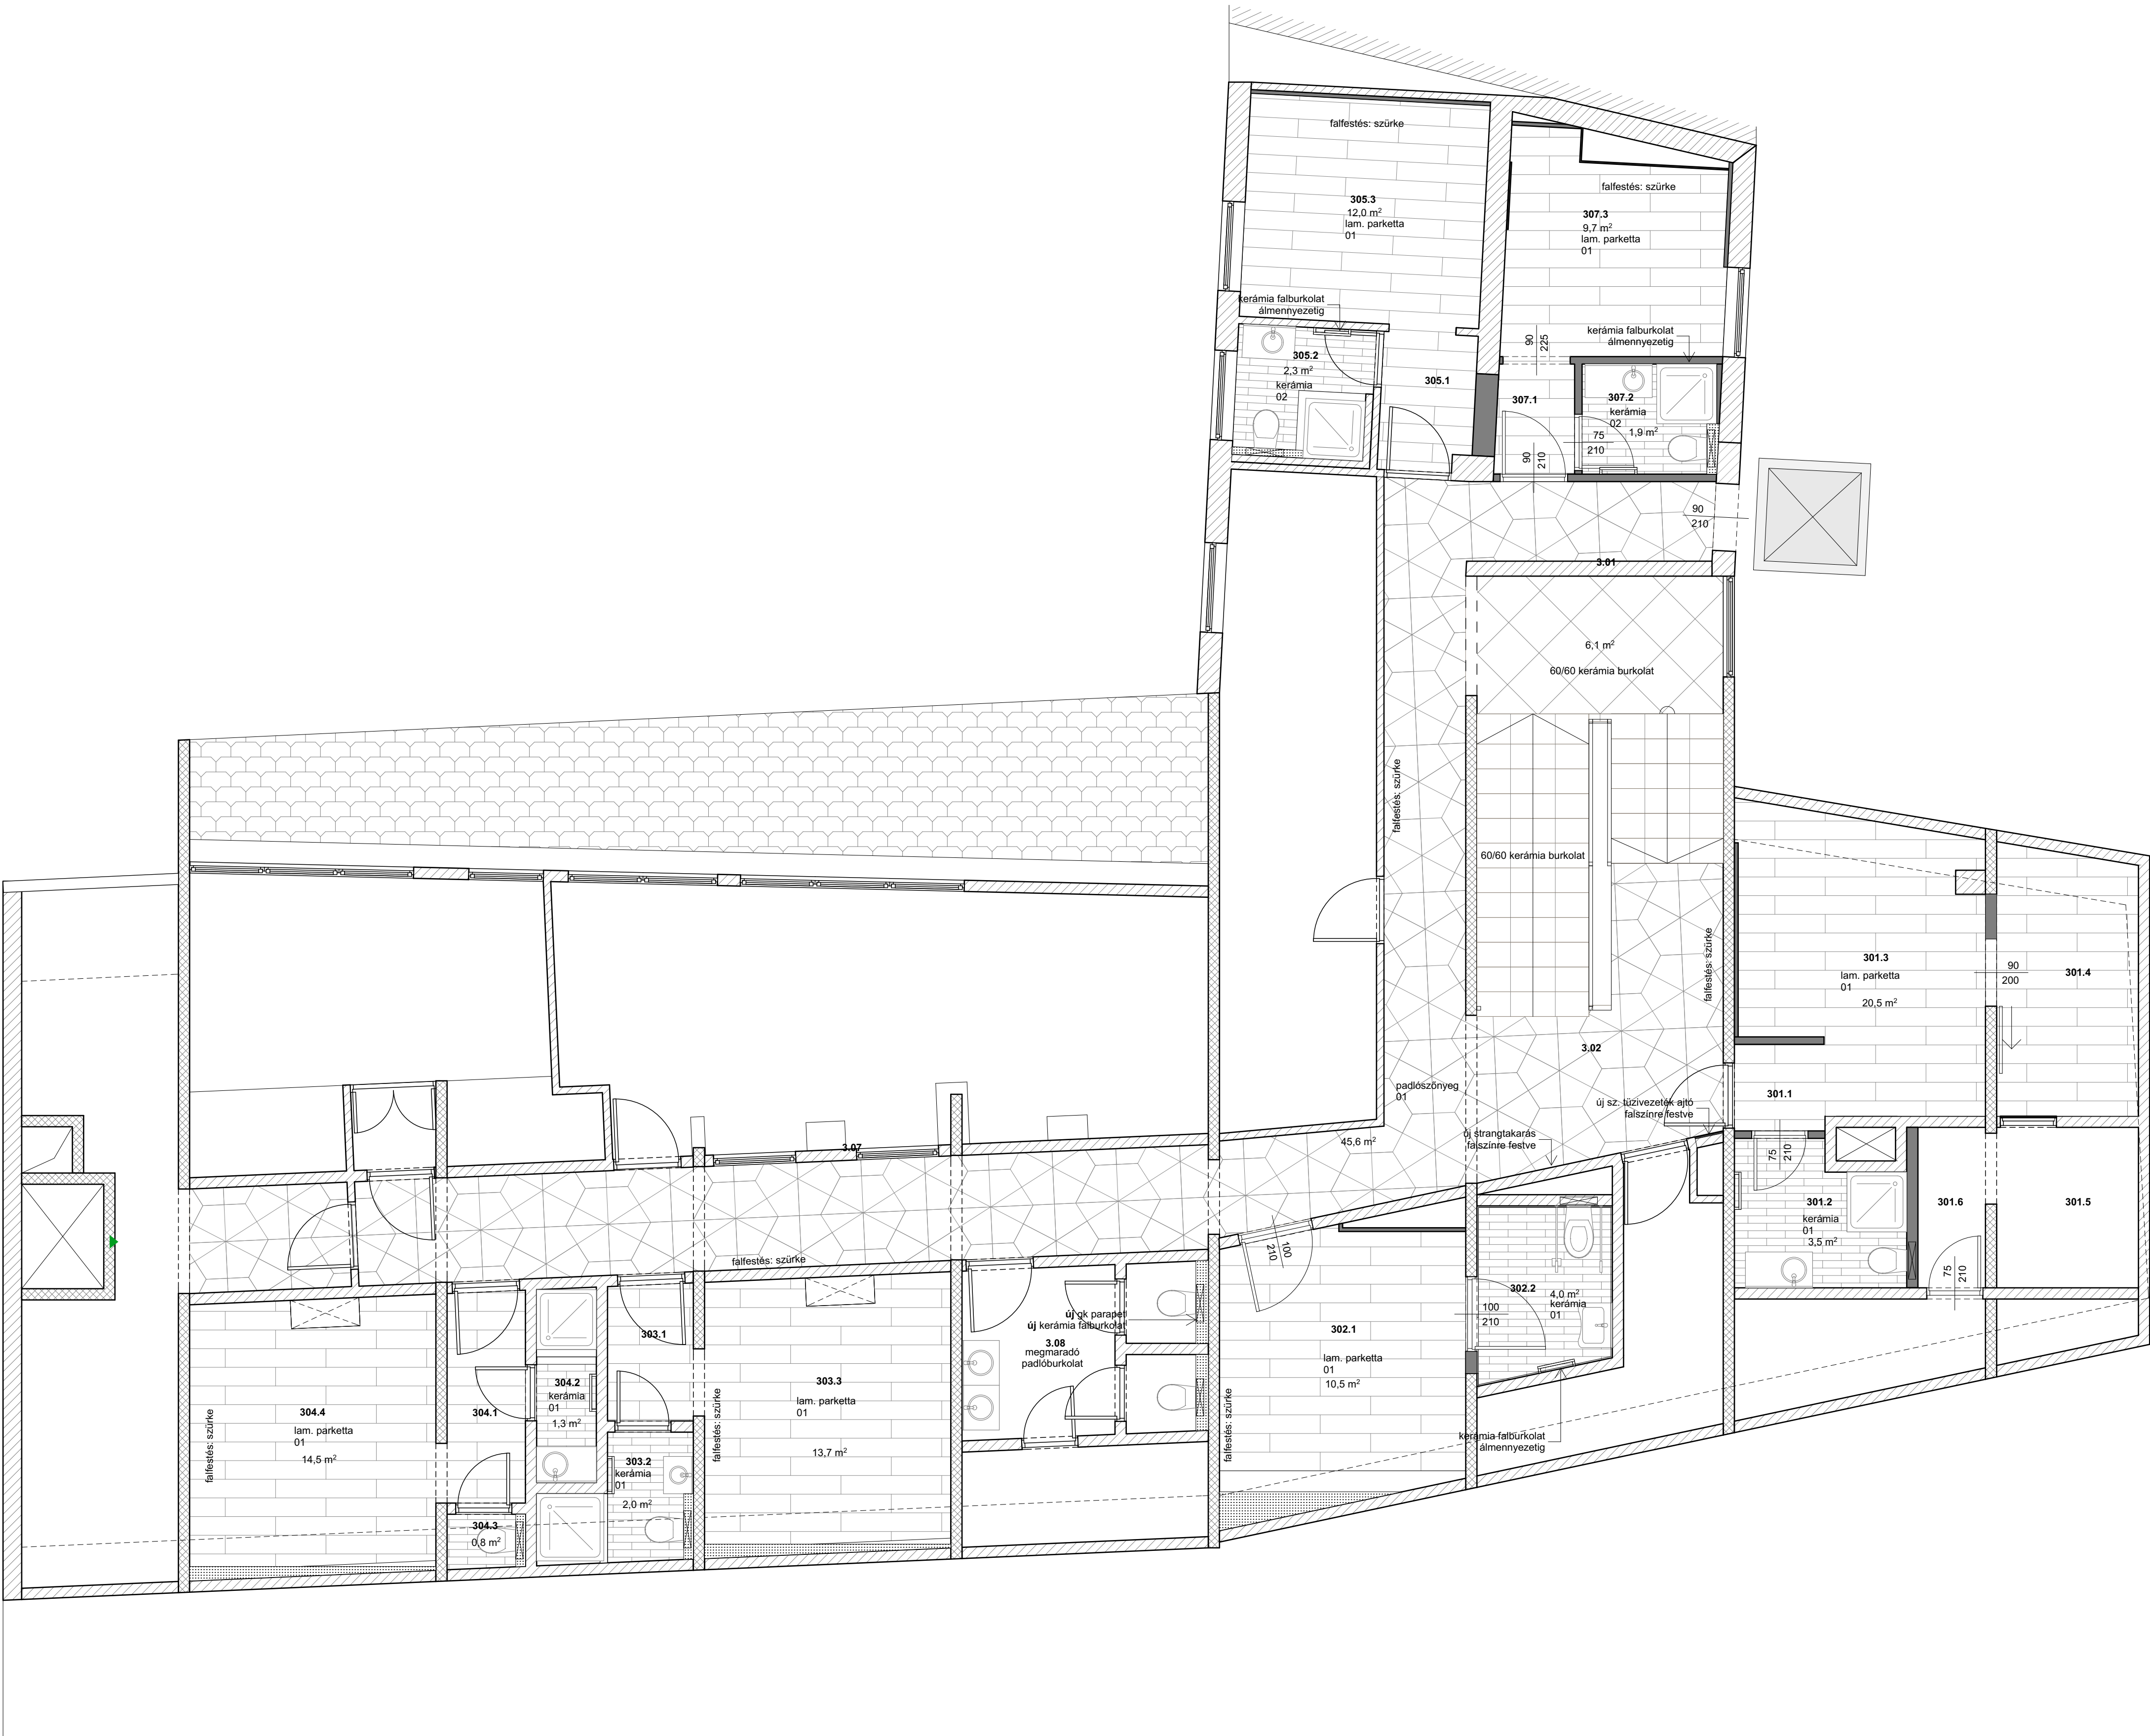 falfestés: szürke
305.3
12,0 m²
lam. parketta
01
falfestés: szürke
307.3
9,7 m²
lam. parketta
01
kerámia falburkolat
álmennyezetig
305.2
2,3 m²
kerámia
02
305.1
90
225
kerámia falburkolat
álmennyezetig
307.1
307.2
kerámia
02
1,9 m²
75
210
90
210
90
210
3.01
6,1 m²
60/60 kerámia burkolat
falfestés: szürke
60/60 kerámia burkolat
falfestés: szürke
3.02
padlószőnyeg
01
45,6 m²
új sz. tűzivezeték ajtó
falszínre festve
új strangtakarás
falszínre festve
301.3
lam. parketta
01
20,5 m²
90
200
301.4
301.1
75
210
301.2
kerámia
01
3,5 m²
301.6
301.5
75
210
3.07
falfestés: szürke
100
210
302.2
4,0 m²
kerámia
01
100
210
302.1
lam. parketta
01
10,5 m²
falfestés: szürke
kerámia falburkolat
álmennyezetig
új gk parapet
új kerámia falburkolat
3.08
megmaradó
padlóburkolat
303.1
303.3
lam. parketta
01
13,7 m²
falfestés: szürke
303.2
kerámia
01
2,0 m²
304.2
kerámia
01
1,3 m²
304.1
304.4
lam. parketta
01
14,5 m²
falfestés: szürke
304.3
0,8 m²